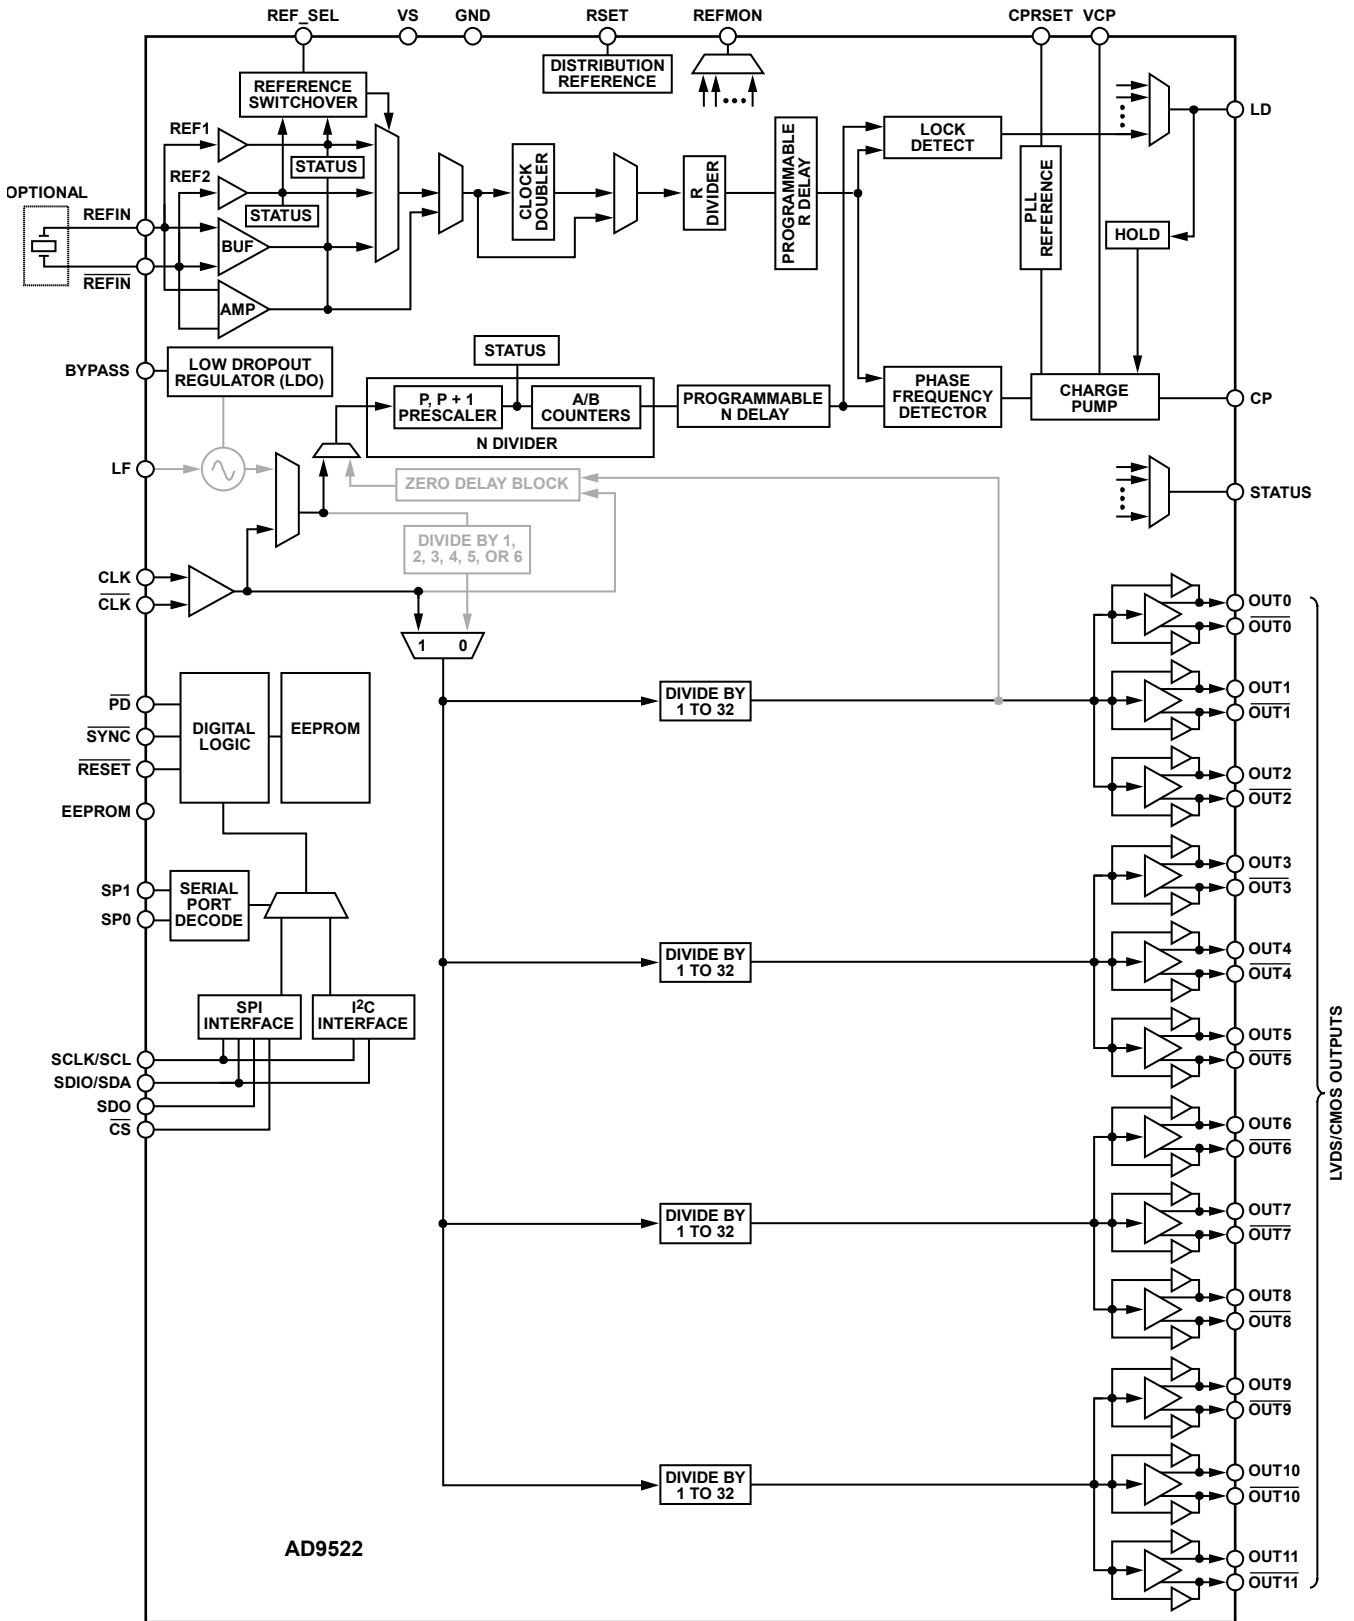 REF_SEL
VS
GND
RSET
REFMON
CPRSET
VCP
DISTRIBUTION
REFERENCE
REFERENCE
SWITCHOVER
LD
REF1
STATUS
REF2
STATUS
OPTIONAL
REFIN
REFIN
BUF
AMP
CLOCK
DOUBLER
R
DIVIDER
PROGRAMMABLE
R DELAY
LOCK
DETECT
PLL
REFERENCE
HOLD
BYPASS
LOW DROPOUT
REGULATOR (LDO)
STATUS
P, P + 1
PRESCALER
A/B
COUNTERS
N DIVIDER
PROGRAMMABLE
N DELAY
PHASE
FREQUENCY
DETECTOR
CHARGE
PUMP
CP
LF
ZERO DELAY BLOCK
STATUS
DIVIDE BY 1,
2, 3, 4, 5, OR 6
CLK
CLK
1 0
OUT0
OUT0
PD
SYNC
RESET
EEPROM
DIGITAL
LOGIC
EEPROM
DIVIDE BY
1 TO 32
OUT1
OUT1
OUT2
OUT2
SP1
SP0
SERIAL
PORT
DECODE
OUT3
OUT3
DIVIDE BY
1 TO 32
OUT4
OUT4
SPI
INTERFACE
I2C
INTERFACE
OUT5
OUT5
SCLK/SCL
SDIO/SDA
SDO
CS
LVDS/CMOS OUTPUTS
OUT6
OUT6
DIVIDE BY
1 TO 32
OUT7
OUT7
OUT8
OUT8
OUT9
OUT9
DIVIDE BY
1 TO 32
OUT10
OUT10
AD9522
OUT11
OUT11